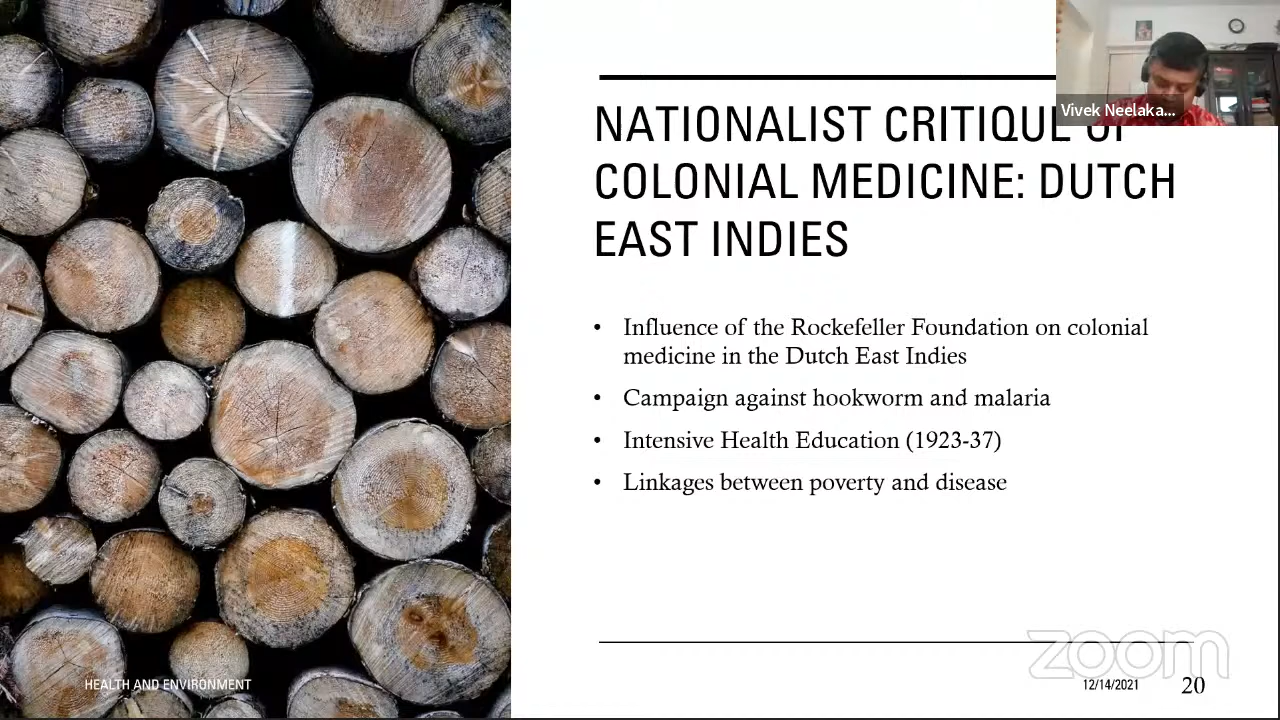 NATIONALIST CRITIQUE OF
COLONIAL MEDICINE: DUTCH
EAST INDIES
Vivek Neelaka...
• Influence of the Rockefeller Foundation on colonial
medicine in the Dutch East Indies
• Campaign against hookworm and malaria
• Intensive Health Education (1923-37)
• Linkages between poverty and disease
zoom
HEALTH AND ENVIRONMENT
12/14/2021
20